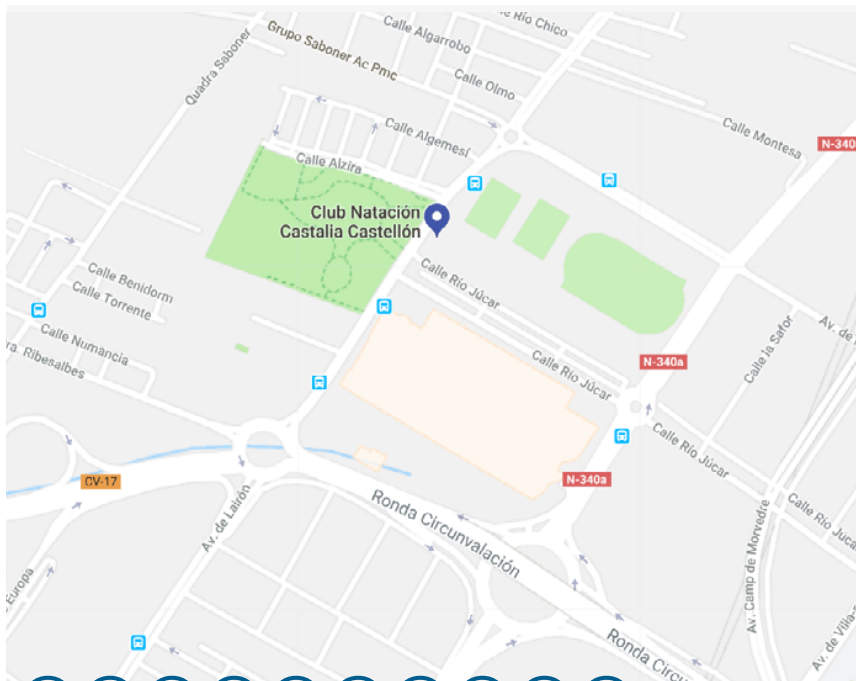 Calle Río Chico
Calle Algarrobo
Grupo Saboner Ac Pmc
Quadra Saboner
Calle Olmo
Calle Algemesí
Calle Montesa
N-340
Calle Alzira
Club Natación
Castalia Castellón
Calle Río Júcar
Calle Benidorm
Calle Torrente
Calle Numancia
ra. Ribesalbes
Calle Río Júcar
N-340a
Calle la Safor
Av. de
Calle Río Júcar
CV-17
N-340a
Av. de Lairón
Ronda Circunvalación
Calle Río Júca
Europa
Av. Camp de Morvedre
Ronda Circu
Av. de Villa